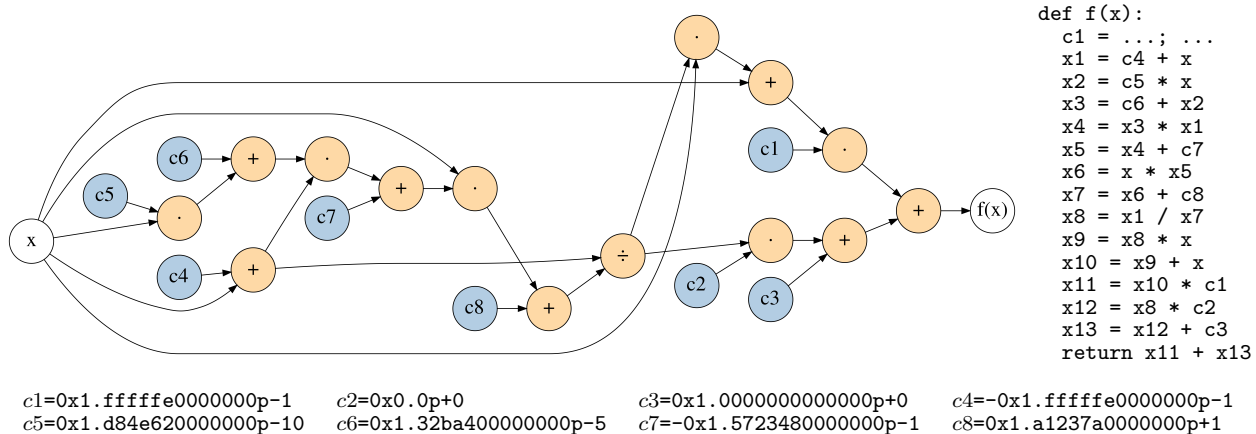 def f(x):
c1 = ...; ...
x1 = c4 + x
x2 = c5 * x
x3 = c6 + x2
x4 = x3 * x1
x5 = x4 + c7
x6 = x * x5
x7 = x6 + c8
x8 = x1 / x7
x9 = x8 * x
x10 = x9 + x
x11 = x10 * c1
x12 = x8 * c2
x13 = x12 + c3
return x11 + x13
·
+
c6
+
·
c1
·
c5
+
·
·
c7
x
+
f(x)
c4
+
÷
·
+
c2
c3
c8
+
c1=0x1.fffffe0000000p-1 c2=0x0.0p+0 c3=0x1.0000000000000p+0 c4=-0x1.fffffe0000000p-1
c5=0x1.d84e620000000p-10 c6=0x1.32ba400000000p-5 c7=-0x1.5723480000000p-1 c8=0x1.a1237a0000000p+1